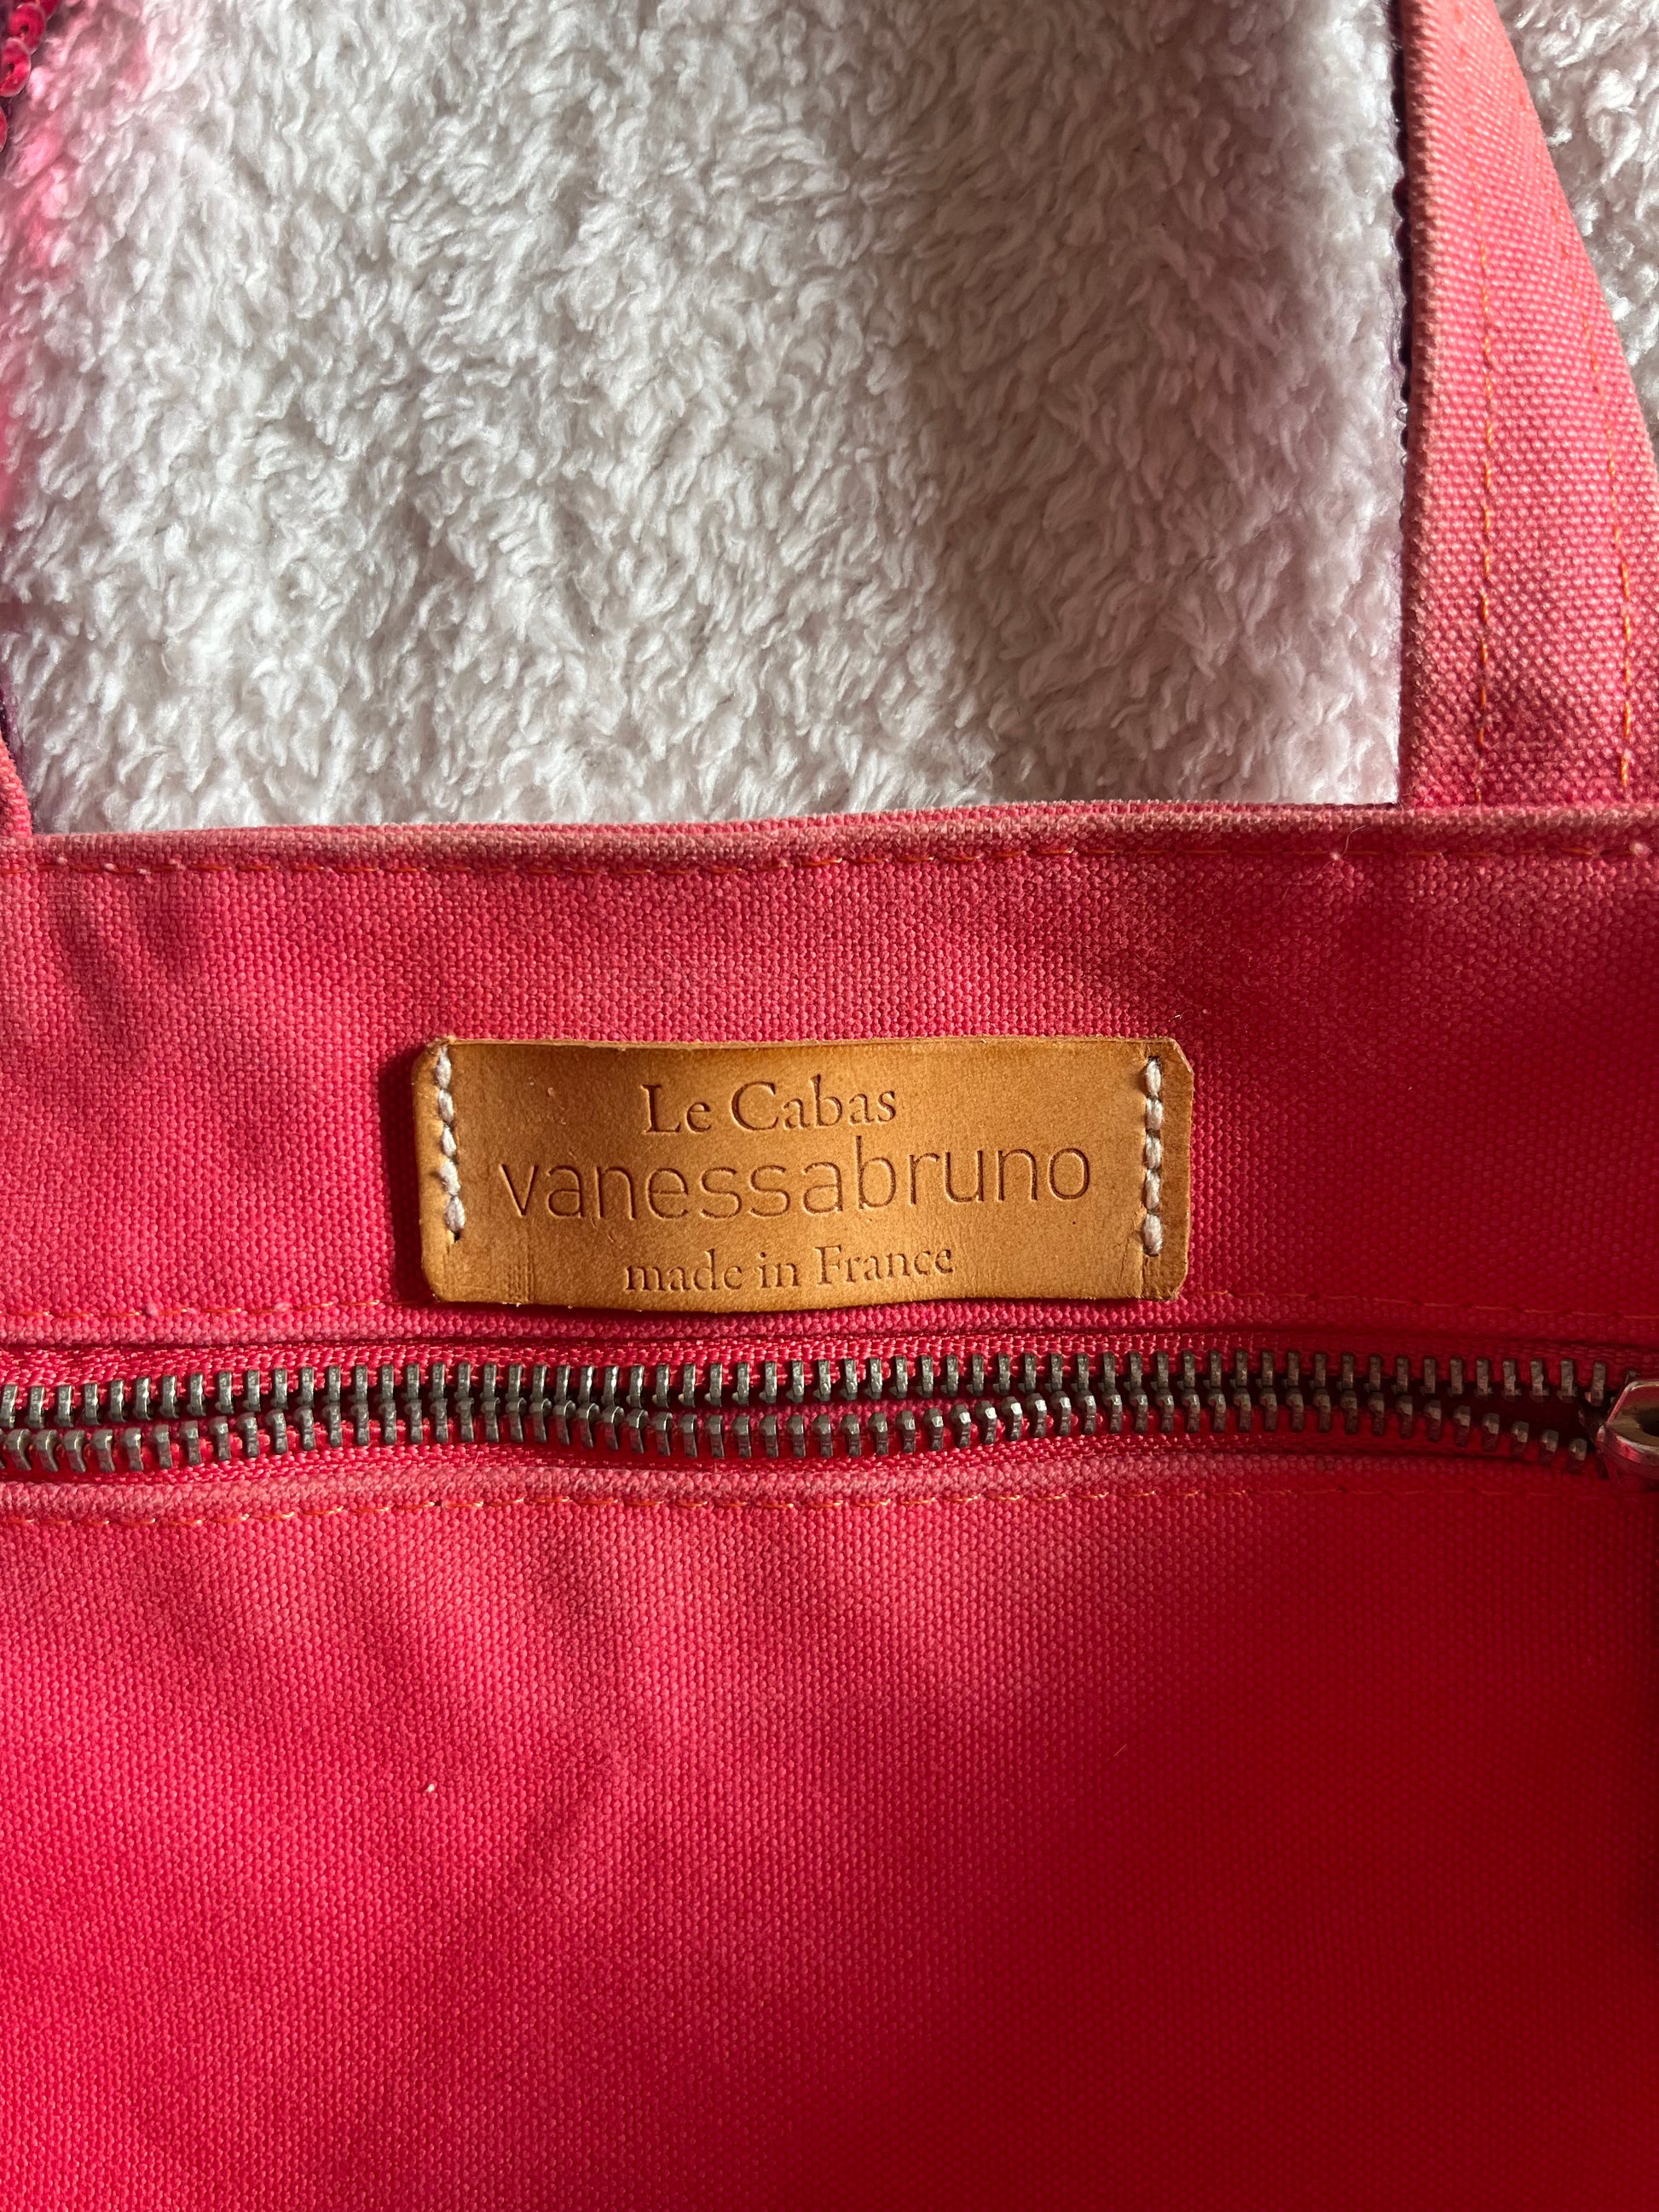 Le Cabas
vanessabruno
made in France